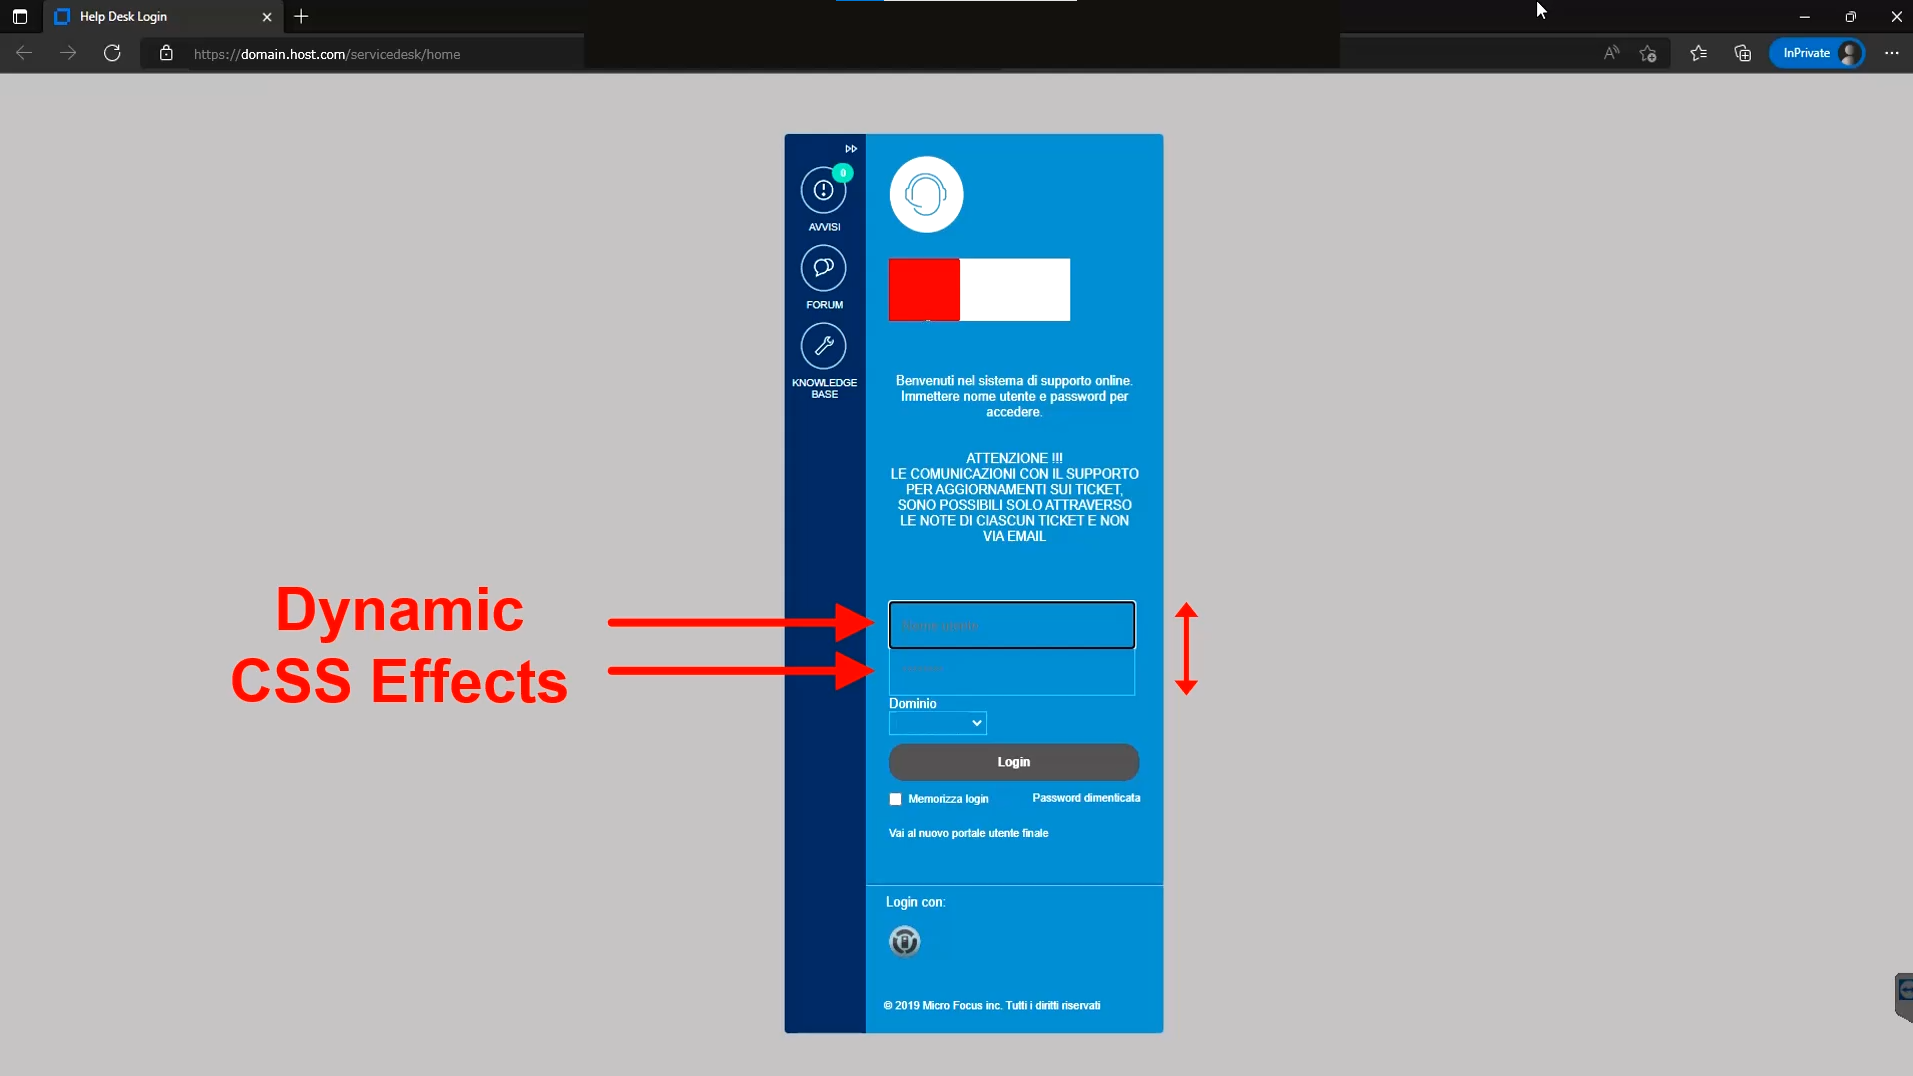 Help Desk Login
https://domain.host.com/servicedesk/home
InPrivate
0
AVVISI
FORUM
KNOWLEDGE
BASE
Benvenuti nel sistema di supporto online.
Immettere nome utente e password per
accedere.
ATTENZIONE !!!
LE COMUNICAZIONI CON IL SUPPORTO
PER AGGIORNAMENTI SUI TICKET,
SONO POSSIBILI SOLO ATTRAVERSO
LE NOTE DI CIASCUN TICKET E NON
VIA EMAIL
Dynamic
CSS Effects
Nome utente
Dominio
Login
Memorizza login
Password dimenticata
Vai al nuovo portale utente finale
Login con:
© 2019 Micro Focus inc. Tutti i diritti riservati